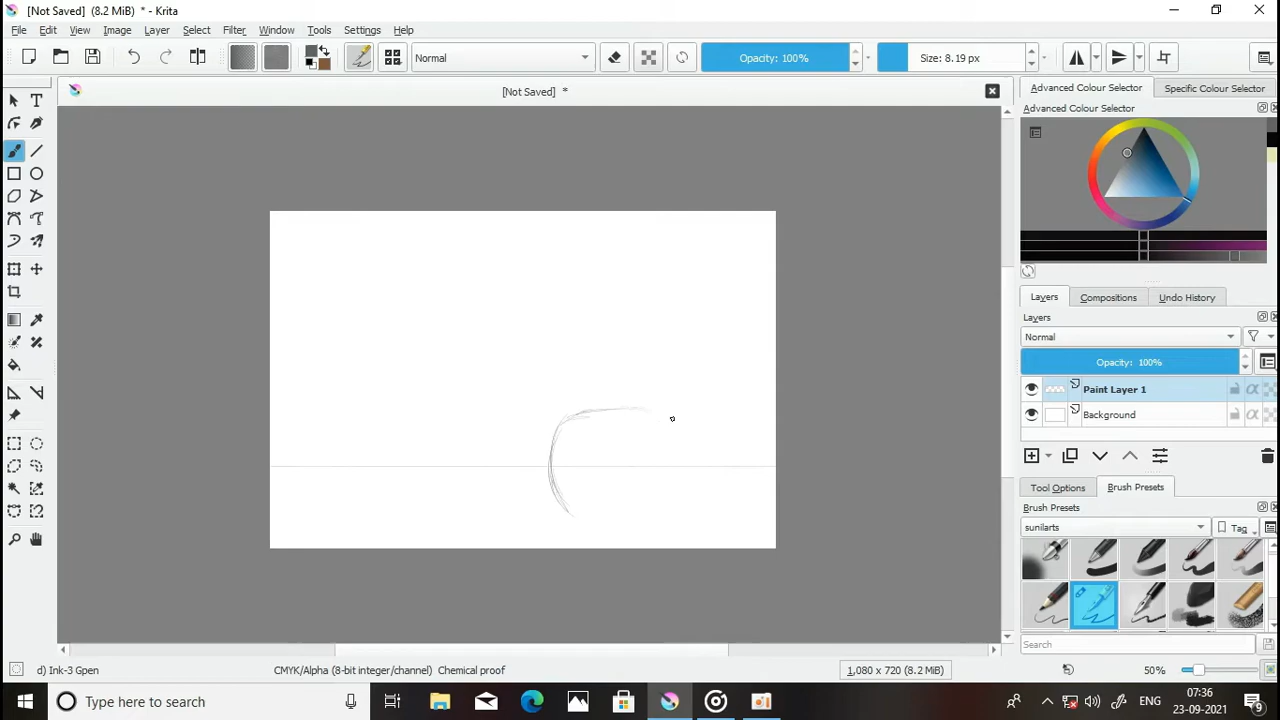 [Not Saved] (8.2 MiB) * - Krita
File Edit View Image Layer Select Filter Window Tools Settings Help
Normal
Opacity: 100%
Size: 8.19 px
[Not Saved] *
Advanced Colour Selector
Specific Colour Selector
Advanced Colour Selector
Layers
Compositions
Undo History
Layers
Normal
Opacity: 100%
Paint Layer 1
Background
Tool Options
Brush Presets
Brush Presets
sunilarts
Tag
Search
d) Ink-3 Gpen
CMYK/Alpha (8-bit integer/channel) Chemical proof
1,080 x 720 (8.2 MiB)
50%
Type here to search
ENG
07:36
23-09-2021
9